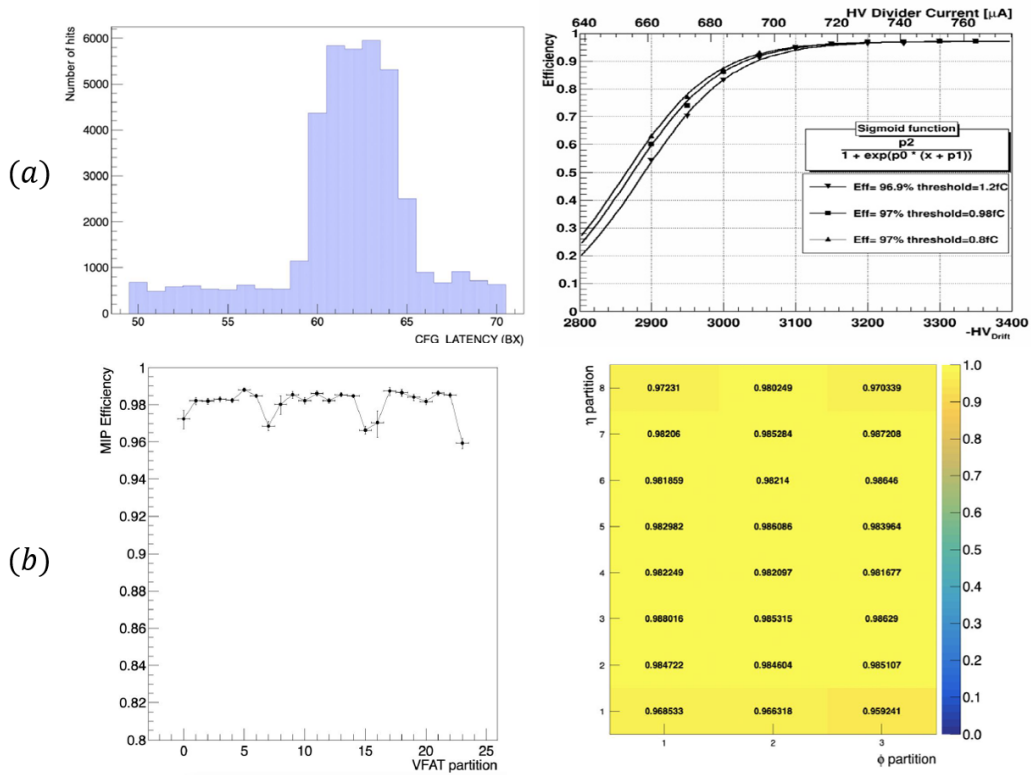 (a)
Number of hits
6000
5000
4000
3000
2000
1000
0
50 55 60 65 70
CFG_LATENCY (BX)
HV Divider Current [μA]
640 660 680 700 720 740 760
Efficiency
1
0.9
0.8
0.7
0.6
0.5
0.4
0.3
0.2
0.1
0
Sigmoid function
p2
1 + exp(p0 * (x + p1))
Eff= 96.9% threshold=1.2fC
Eff= 97% threshold=0.98fC
Eff= 97% threshold=0.8fC
2800 2900 3000 3100 3200 3300 3400
-HVDrift
(b)
MIP Efficiency
1
0.98
0.96
0.94
0.92
0.9
0.88
0.86
0.84
0.82
0.8
0 5 10 15 20 25
VFAT partition
η partition
8 0.97231 0.980249 0.970339
7 0.98206 0.985284 0.987208
6 0.981859 0.98214 0.98646
5 0.982982 0.986086 0.983964
4 0.982249 0.982097 0.981677
3 0.988016 0.985315 0.98629
2 0.984722 0.984604 0.985107
1 0.968533 0.966318 0.959241
1 2 3
ϕ partition
1.0
0.9
0.8
0.7
0.6
0.5
0.4
0.3
0.2
0.1
0.0